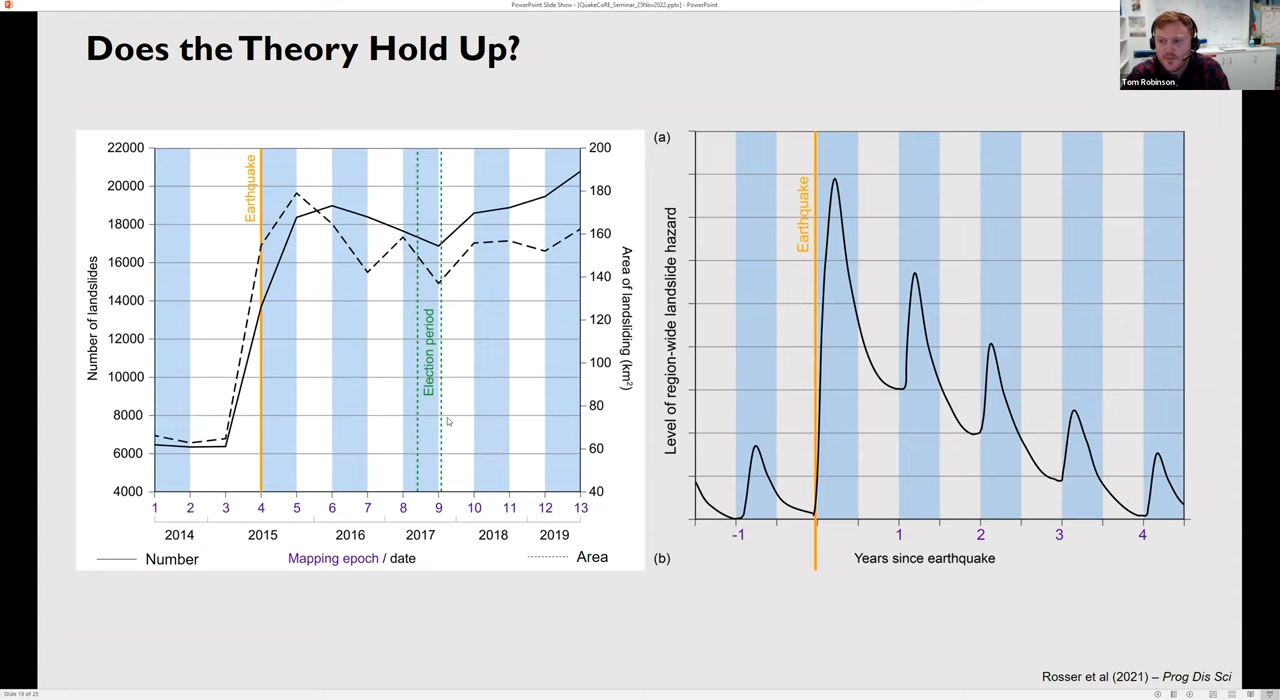 PowerPoint Slide Show - [QuakeCoRE_Seminar_25Nov2022.pptx] - PowerPoint
Does the Theory Hold Up?
Tom Robinson
22000
20000
18000
16000
14000
12000
10000
8000
6000
4000
Number of landslides
Earthquake
Election period
200
180
160
140
120
100
80
60
40
Area of landsliding (km²)
1 2 3 4 5 6 7 8 9 10 11 12 13
2014 2015 2016 2017 2018 2019
Number Mapping epoch / date Area
(a)
Level of region-wide landslide hazard
Earthquake
-1 1 2 3 4
(b) Years since earthquake
Rosser et al (2021) – Prog Dis Sci
Slide 19 of 25